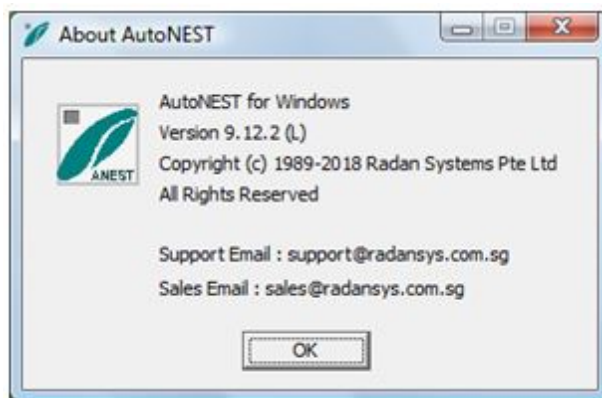 About AutoNEST
AutoNEST for Windows
Version 9.12.2 (L)
Copyright (c) 1989-2018 Radan Systems Pte Ltd
ANEST
All Rights Reserved
Support Email : support@radansys.com.sg
Sales Email : sales@radansys.com.sg
OK